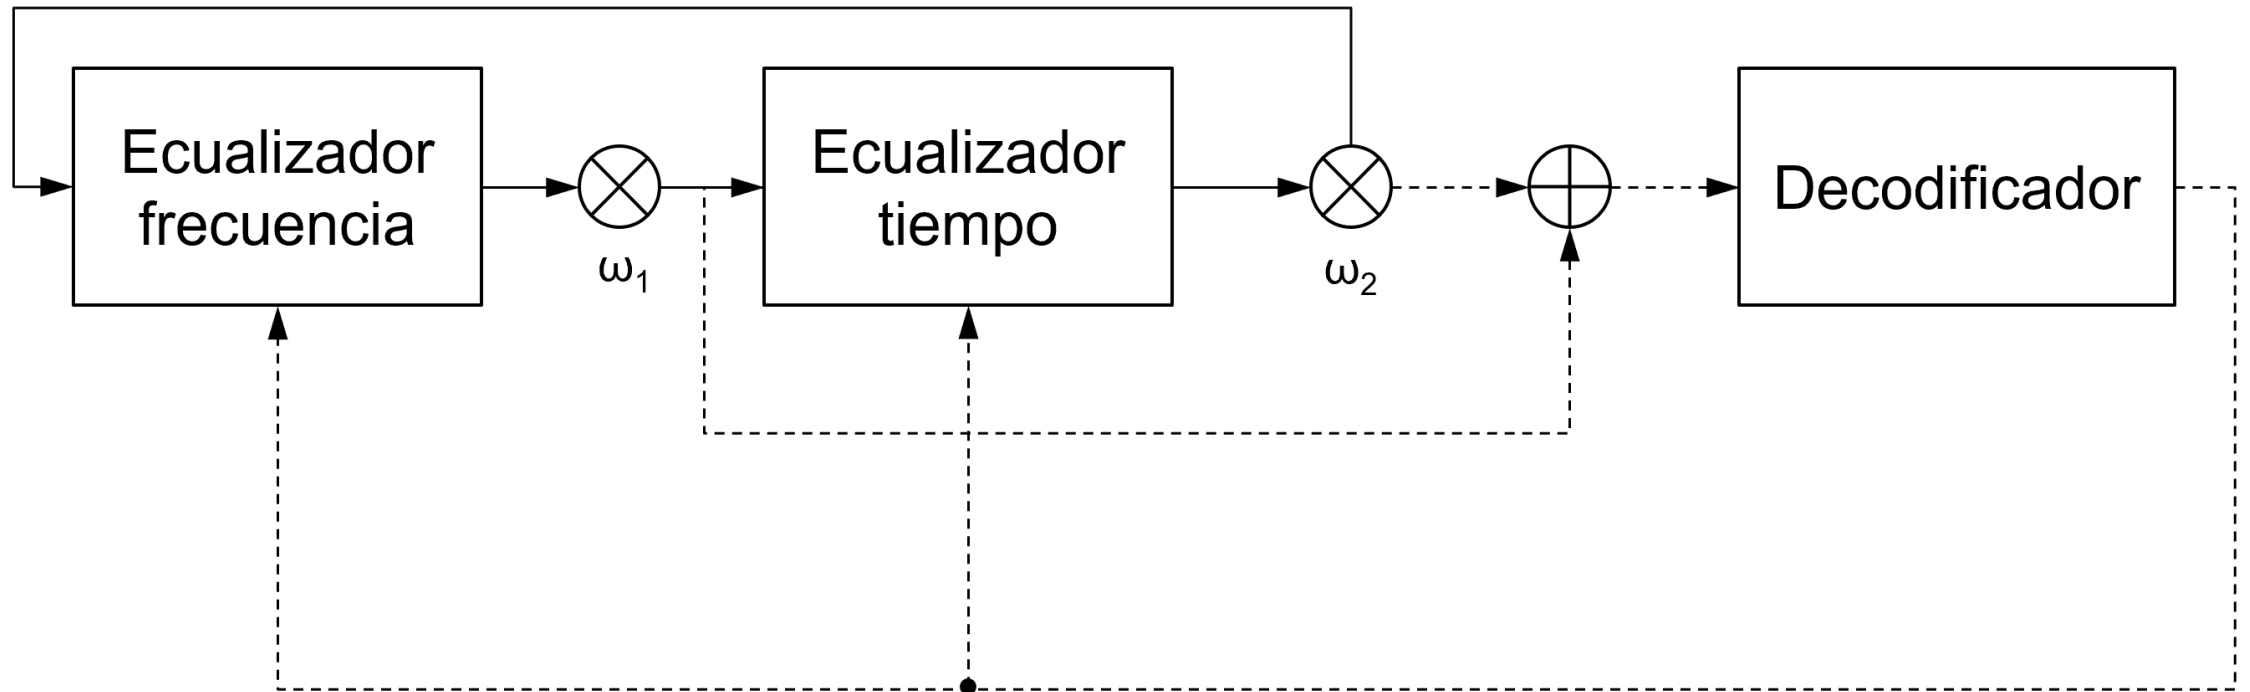 Ecualizador
frecuencia
ω₁
Ecualizador
tiempo
ω₂
Decodificador